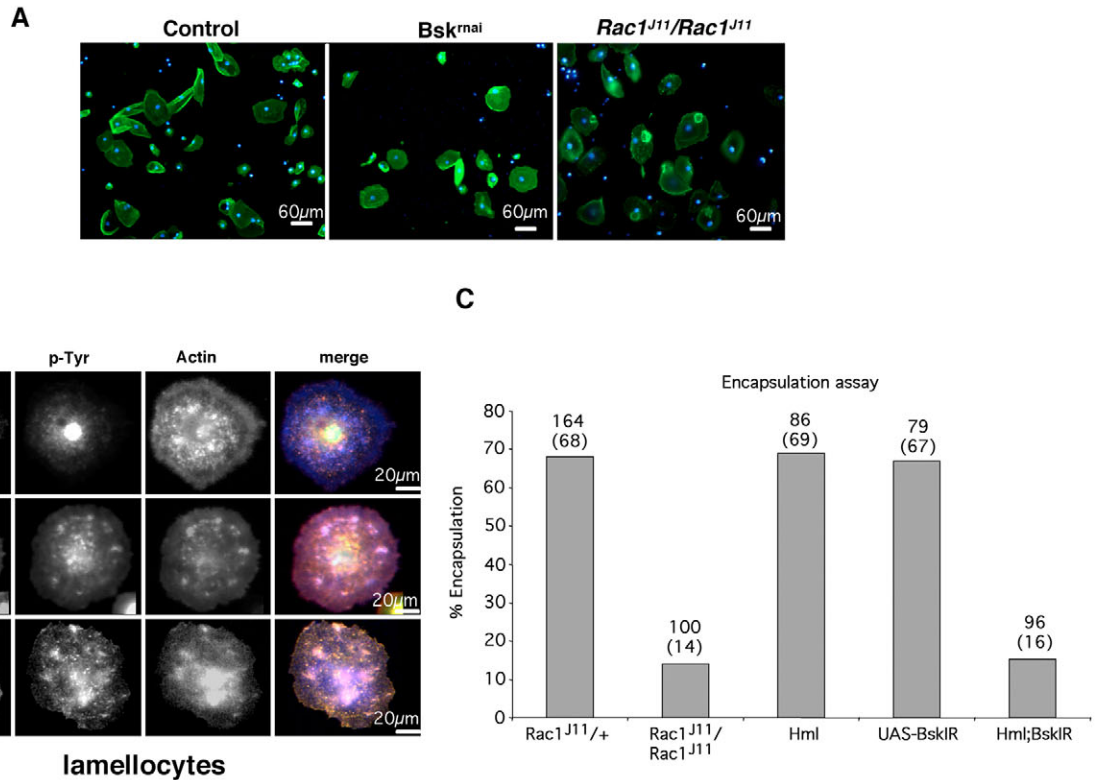 A
Control
Bsk^rnai
Rac1^J11/Rac1^J11
60µm
60µm
60µm
p-Tyr
Actin
merge
20µm
20µm
20µm
lamellocytes
C
Encapsulation assay
% Encapsulation
80
70
60
50
40
30
20
10
0
164
(68)
100
(14)
86
(69)
79
(67)
96
(16)
Rac1^J11/+
Rac1^J11/
Rac1^J11
Hml
UAS-BskIR
Hml;BskIR